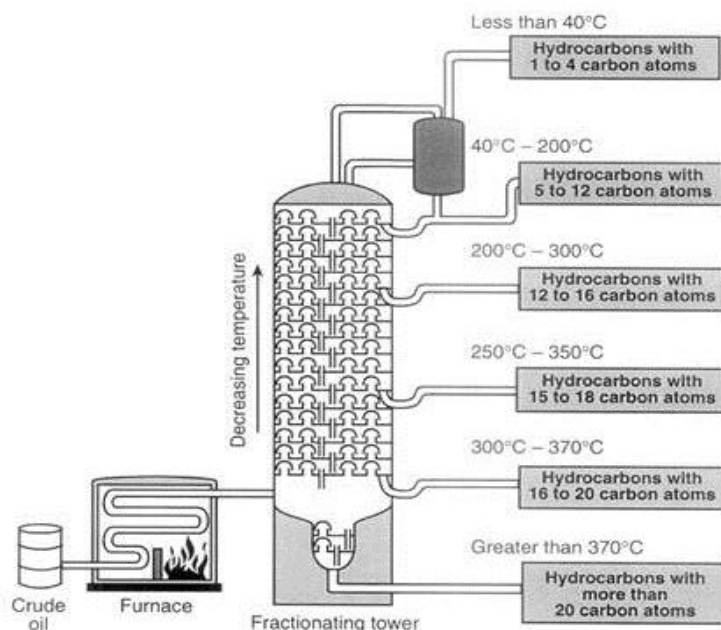 Less than 40°C
Hydrocarbons with
1 to 4 carbon atoms
40°C – 200°C
Hydrocarbons with
5 to 12 carbon atoms
200°C – 300°C
Hydrocarbons with
12 to 16 carbon atoms
Decreasing temperature
250°C – 350°C
Hydrocarbons with
15 to 18 carbon atoms
300°C – 370°C
Hydrocarbons with
16 to 20 carbon atoms
Greater than 370°C
Hydrocarbons with
more than
20 carbon atoms
Crude
oil
Furnace
Fractionating tower